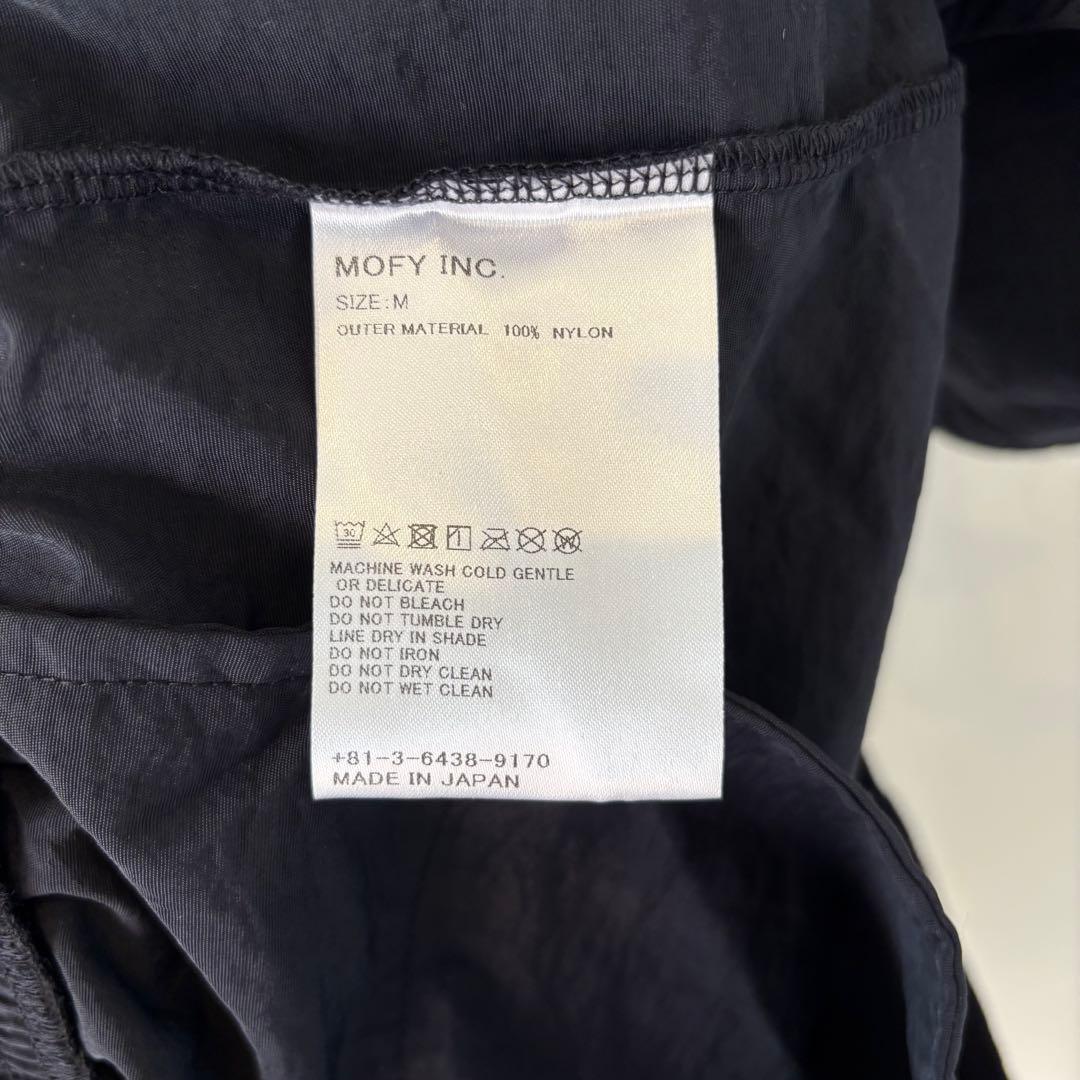 MOFY INC.
SIZE:M
OUTER MATERIAL 100% NYLON
30
W
MACHINE WASH COLD GENTLE
OR DELICATE
DO NOT BLEACH
DO NOT TUMBLE DRY
LINE DRY IN SHADE
DO NOT IRON
DO NOT DRY CLEAN
DO NOT WET CLEAN
+81-3-6438-9170
MADE IN JAPAN